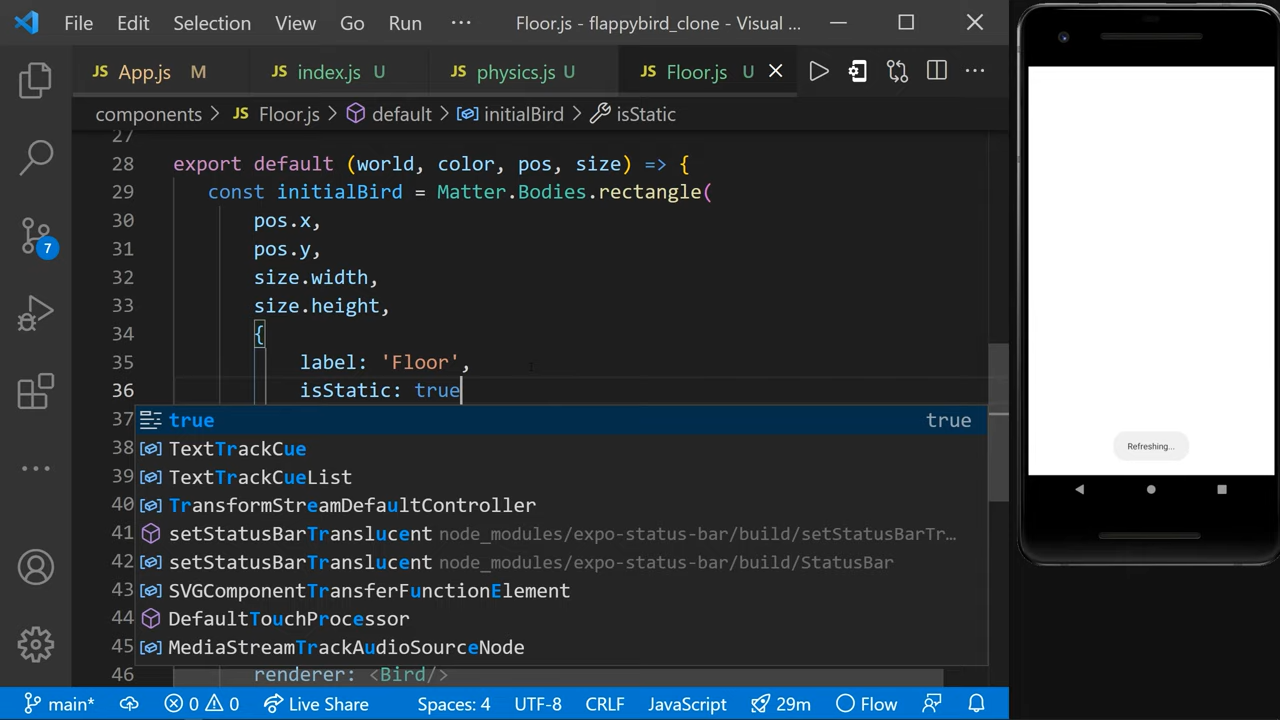 File Edit Selection View Go Run ··· Floor.js - flappybird_clone - Visual ...
JS App.js M JS index.js U JS physics.js U JS Floor.js U
components > JS Floor.js > default > initialBird > isStatic
27
28 export default (world, color, pos, size) => {
29 const initialBird = Matter.Bodies.rectangle(
30 pos.x,
31 pos.y,
32 size.width,
33 size.height,
34 {
35 label: 'Floor',
36 isStatic: true
37 true true
38 TextTrackCue
39 TextTrackCueList
40 TransformStreamDefaultController
41 setStatusBarTranslucent node_modules/expo-status-bar/build/setStatusBarTr...
42 setStatusBarTranslucent node_modules/expo-status-bar/build/StatusBar
43 SVGComponentTransferFunctionElement
44 DefaultTouchProcessor
45 MediaStreamTrackAudioSourceNode
46 renderer: <Bird/>
7
Refreshing...
main* 0 0 Live Share Spaces: 4 UTF-8 CRLF JavaScript 29m Flow